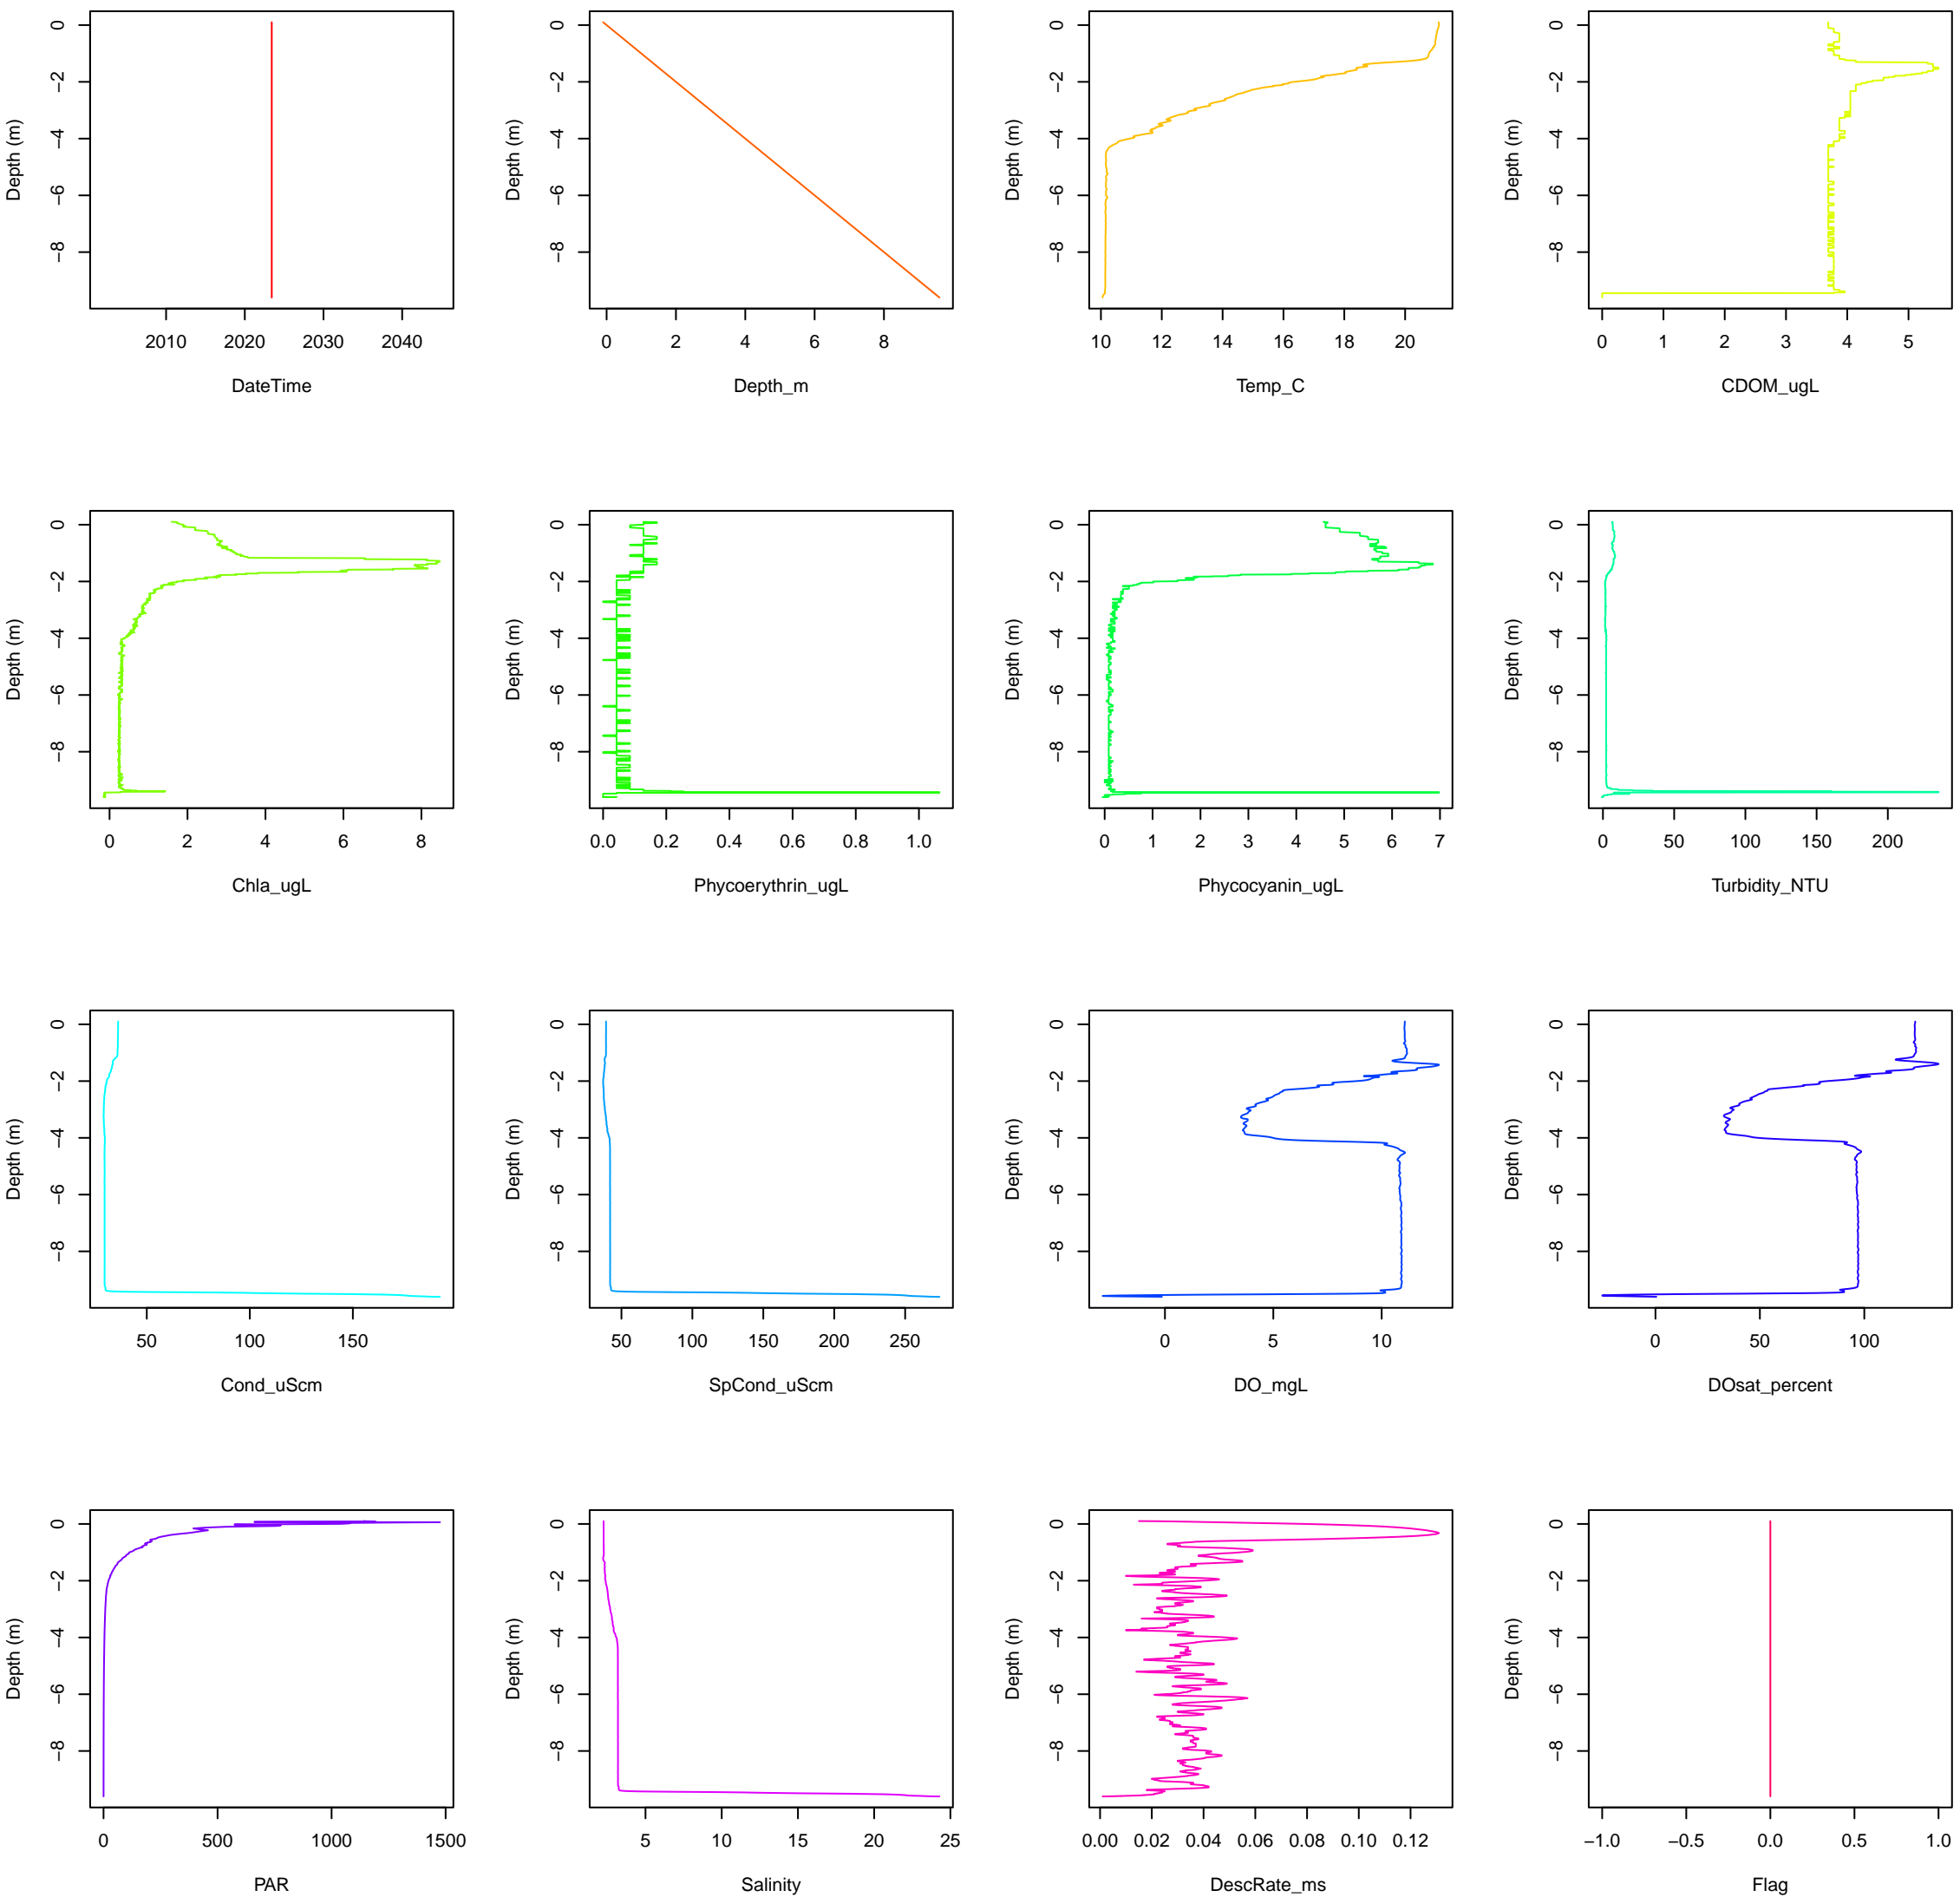 Depth (m)
0
−2
−4
−6
−8
2010 2020 2030 2040
DateTime
Depth (m)
0
−2
−4
−6
−8
0 2 4 6 8
Depth_m
Depth (m)
0
−2
−4
−6
−8
10 12 14 16 18 20
Temp_C
Depth (m)
0
−2
−4
−6
−8
0 1 2 3 4 5
CDOM_ugL
Depth (m)
0
−2
−4
−6
−8
0 2 4 6 8
Chla_ugL
Depth (m)
0
−2
−4
−6
−8
0.0 0.2 0.4 0.6 0.8 1.0
Phycoerythrin_ugL
Depth (m)
0
−2
−4
−6
−8
0 1 2 3 4 5 6 7
Phycocyanin_ugL
Depth (m)
0
−2
−4
−6
−8
0 50 100 150 200
Turbidity_NTU
Depth (m)
0
−2
−4
−6
−8
50 100 150
Cond_uScm
Depth (m)
0
−2
−4
−6
−8
50 100 150 200 250
SpCond_uScm
Depth (m)
0
−2
−4
−6
−8
0 5 10
DO_mgL
Depth (m)
0
−2
−4
−6
−8
0 50 100
DOsat_percent
Depth (m)
0
−2
−4
−6
−8
0 500 1000 1500
PAR
Depth (m)
0
−2
−4
−6
−8
5 10 15 20 25
Salinity
Depth (m)
0
−2
−4
−6
−8
0.00 0.02 0.04 0.06 0.08 0.10 0.12
DescRate_ms
Depth (m)
0
−2
−4
−6
−8
−1.0 −0.5 0.0 0.5 1.0
Flag